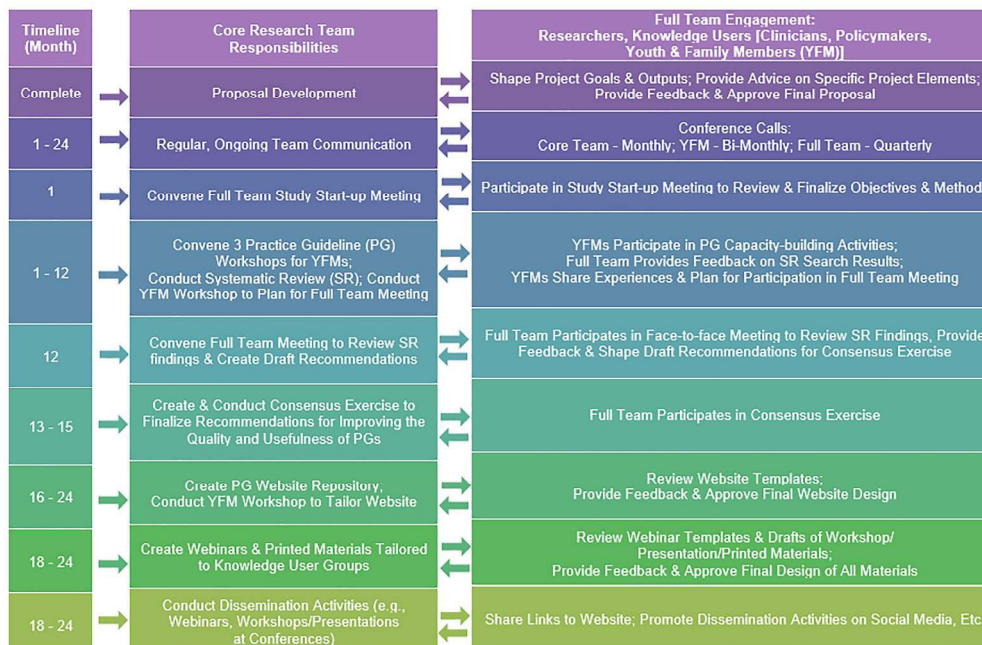 Timeline
(Month)
Core Research Team
Responsibilities
Full Team Engagement:
Researchers, Knowledge Users [Clinicians, Policymakers,
Youth & Family Members (YFM)]
Complete
Proposal Development
Shape Project Goals & Outputs; Provide Advice on Specific Project Elements;
Provide Feedback & Approve Final Proposal
1 - 24
Regular, Ongoing Team Communication
Conference Calls:
Core Team - Monthly; YFM - Bi-Monthly; Full Team - Quarterly
1
Convene Full Team Study Start-up Meeting
Participate in Study Start-up Meeting to Review & Finalize Objectives & Method
1 - 12
Convene 3 Practice Guideline (PG)
Workshops for YFMs;
Conduct Systematic Review (SR); Conduct
YFM Workshop to Plan for Full Team Meeting
YFMs Participate in PG Capacity-building Activities;
Full Team Provides Feedback on SR Search Results;
YFMs Share Experiences & Plan for Participation in Full Team Meeting
12
Convene Full Team Meeting to Review SR
findings & Create Draft Recommendations
Full Team Participates in Face-to-face Meeting to Review SR Findings, Provide
Feedback & Shape Draft Recommendations for Consensus Exercise
13 - 15
Create & Conduct Consensus Exercise to
Finalize Recommendations for Improving the
Quality and Usefulness of PGs
Full Team Participates in Consensus Exercise
16 - 24
Create PG Website Repository;
Conduct YFM Workshop to Tailor Website
Review Website Templates;
Provide Feedback & Approve Final Website Design
18 - 24
Create Webinars & Printed Materials Tailored
to Knowledge User Groups
Review Webinar Templates & Drafts of Workshop/
Presentation/Printed Materials;
Provide Feedback & Approve Final Design of All Materials
18 - 24
Conduct Dissemination Activities (e.g.,
Webinars, Workshops/Presentations
at Conferences)
Share Links to Website; Promote Dissemination Activities on Social Media, Etc